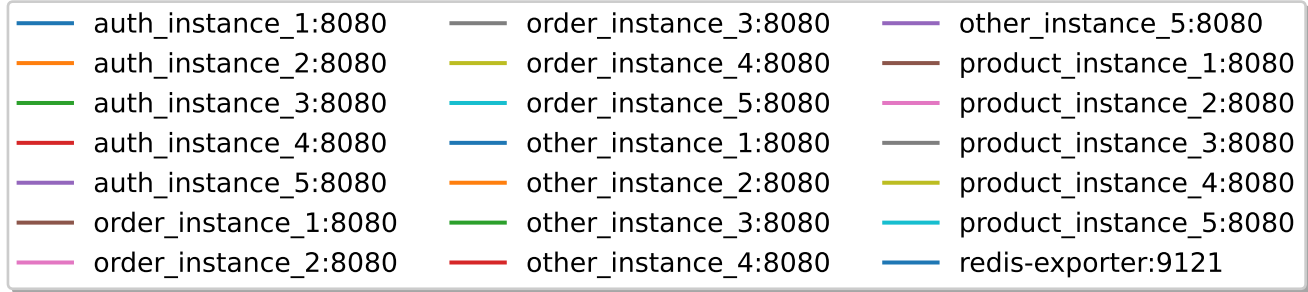 auth_instance_1:8080
auth_instance_2:8080
auth_instance_3:8080
auth_instance_4:8080
auth_instance_5:8080
order_instance_1:8080
order_instance_2:8080
order_instance_3:8080
order_instance_4:8080
order_instance_5:8080
other_instance_1:8080
other_instance_2:8080
other_instance_3:8080
other_instance_4:8080
other_instance_5:8080
product_instance_1:8080
product_instance_2:8080
product_instance_3:8080
product_instance_4:8080
product_instance_5:8080
redis-exporter:9121